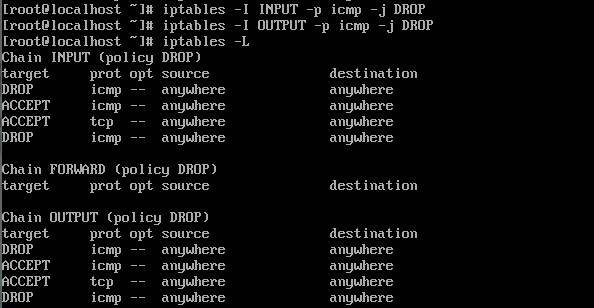 [root@localhost ~]# iptables -I INPUT -p icmp -j DROP
[root@localhost ~]# iptables -I OUTPUT -p icmp -j DROP
[root@localhost ~]# iptables -L
Chain INPUT (policy DROP)
target     prot opt source               destination
DROP       icmp --  anywhere             anywhere
ACCEPT     icmp --  anywhere             anywhere
ACCEPT     tcp  --  anywhere             anywhere
DROP       icmp --  anywhere             anywhere

Chain FORWARD (policy DROP)
target     prot opt source               destination

Chain OUTPUT (policy DROP)
target     prot opt source               destination
DROP       icmp --  anywhere             anywhere
ACCEPT     icmp --  anywhere             anywhere
ACCEPT     tcp  --  anywhere             anywhere
DROP       icmp --  anywhere             anywhere